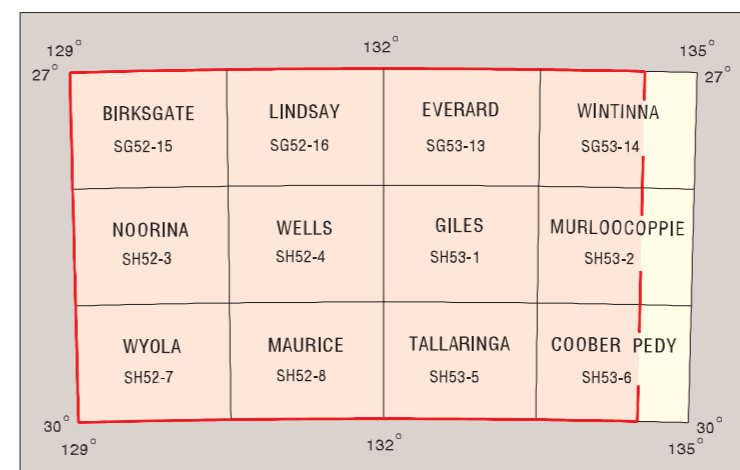 129° 132° 135°
27° 27°
BIRKSGATE LINDSAY EVERARD WINTINNA
SG52-15 SG52-16 SG53-13 SG53-14
NOORINA WELLS GILES MURLOOCOPPIE
SH52-3 SH52-4 SH53-1 SH53-2
WYOLA MAURICE TALLARINGA COOBER PEDY
SH52-7 SH52-8 SH53-5 SH53-6
30° 30°
129° 132° 135°